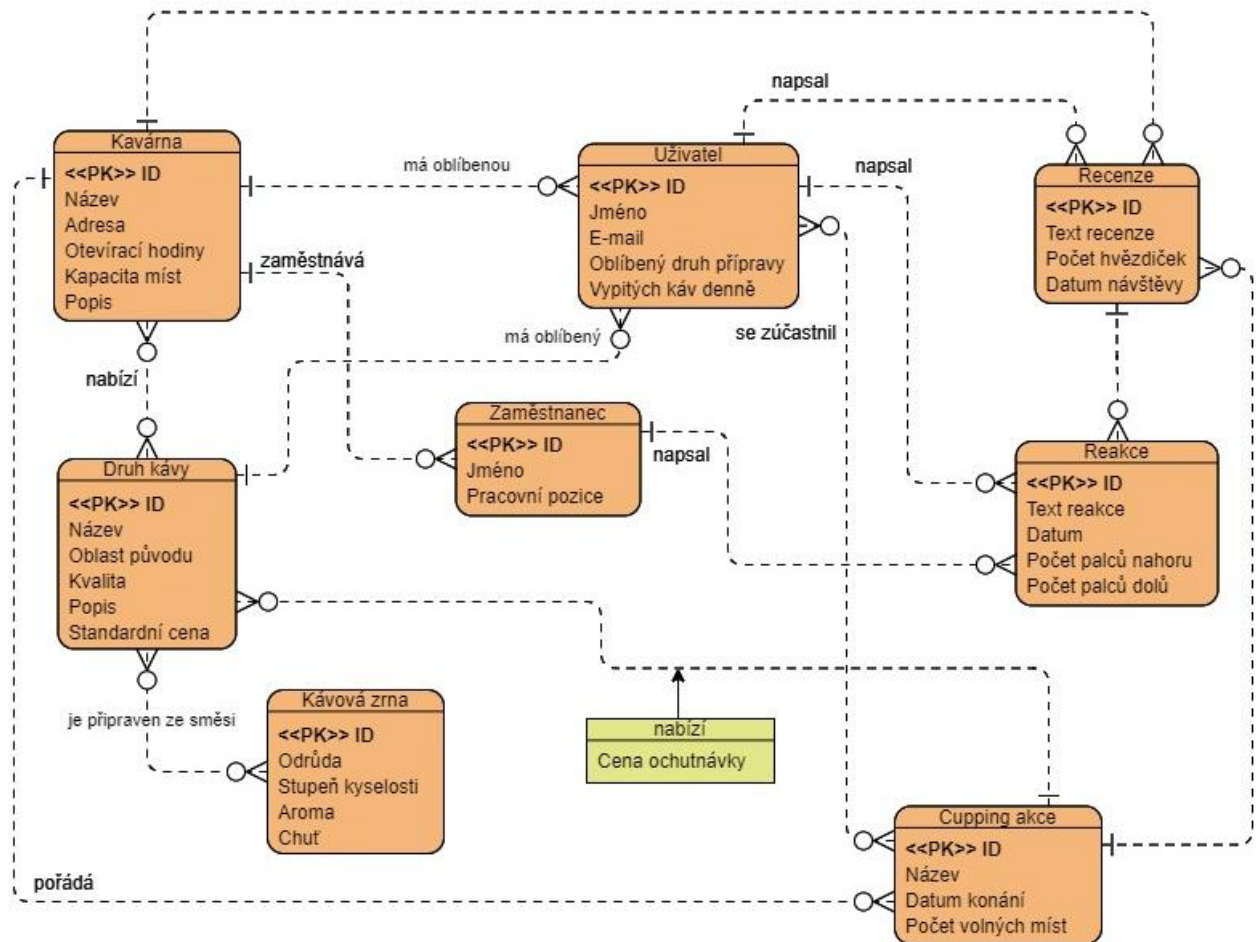 napsal
Kavárna
<<PK>> ID
Název
Adresa
Otevírací hodiny
Kapacita míst
Popis
má oblíbenou
Uživatel
<<PK>> ID
Jméno
E-mail
Oblíbený druh přípravy
Vypitých káv denně
napsal
Recenze
<<PK>> ID
Text recenze
Počet hvězdiček
Datum návštěvy
zaměstnává
má oblíbený
se zúčastnil
nabízí
Zaměstnanec
<<PK>> ID
Jméno
Pracovní pozice
napsal
Reakce
<<PK>> ID
Text reakce
Datum
Počet palců nahoru
Počet palců dolů
Druh kávy
<<PK>> ID
Název
Oblast původu
Kvalita
Popis
Standardní cena
je připraven ze směsi
Kávová zrna
<<PK>> ID
Odrůda
Stupeň kyselosti
Aroma
Chuť
nabízí
Cena ochutnávky
Cupping akce
<<PK>> ID
Název
Datum konání
Počet volných míst
pořádá